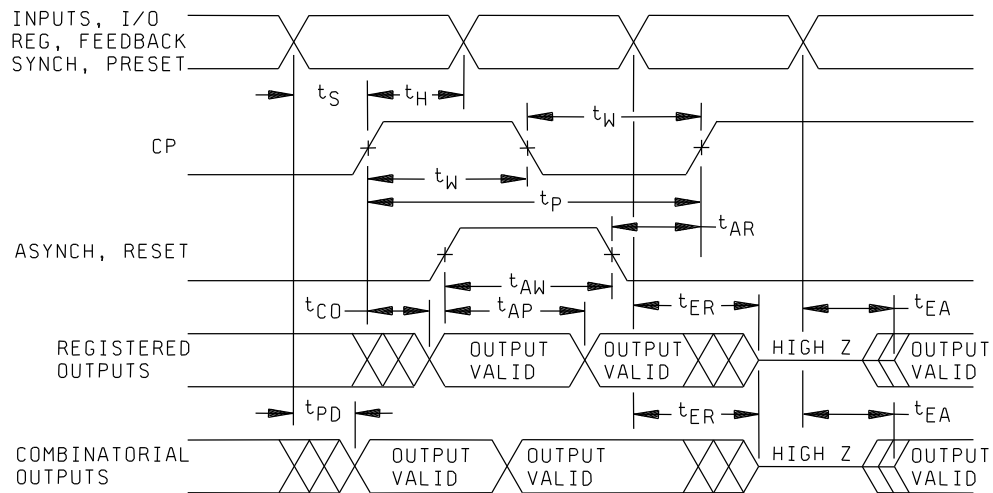 INPUTS, I/O
REG, FEEDBACK
SYNCH, PRESET
tS
tH
tW
CP
tW
tP
tAR
ASYNCH, RESET
tAW
tCO
tAP
tER
tEA
REGISTERED
OUTPUTS
OUTPUT
VALID
OUTPUT
VALID
HIGH Z
OUTPUT
VALID
tPD
tER
tEA
COMBINATORIAL
OUTPUTS
OUTPUT
VALID
OUTPUT
VALID
HIGH Z
OUTPUT
VALID